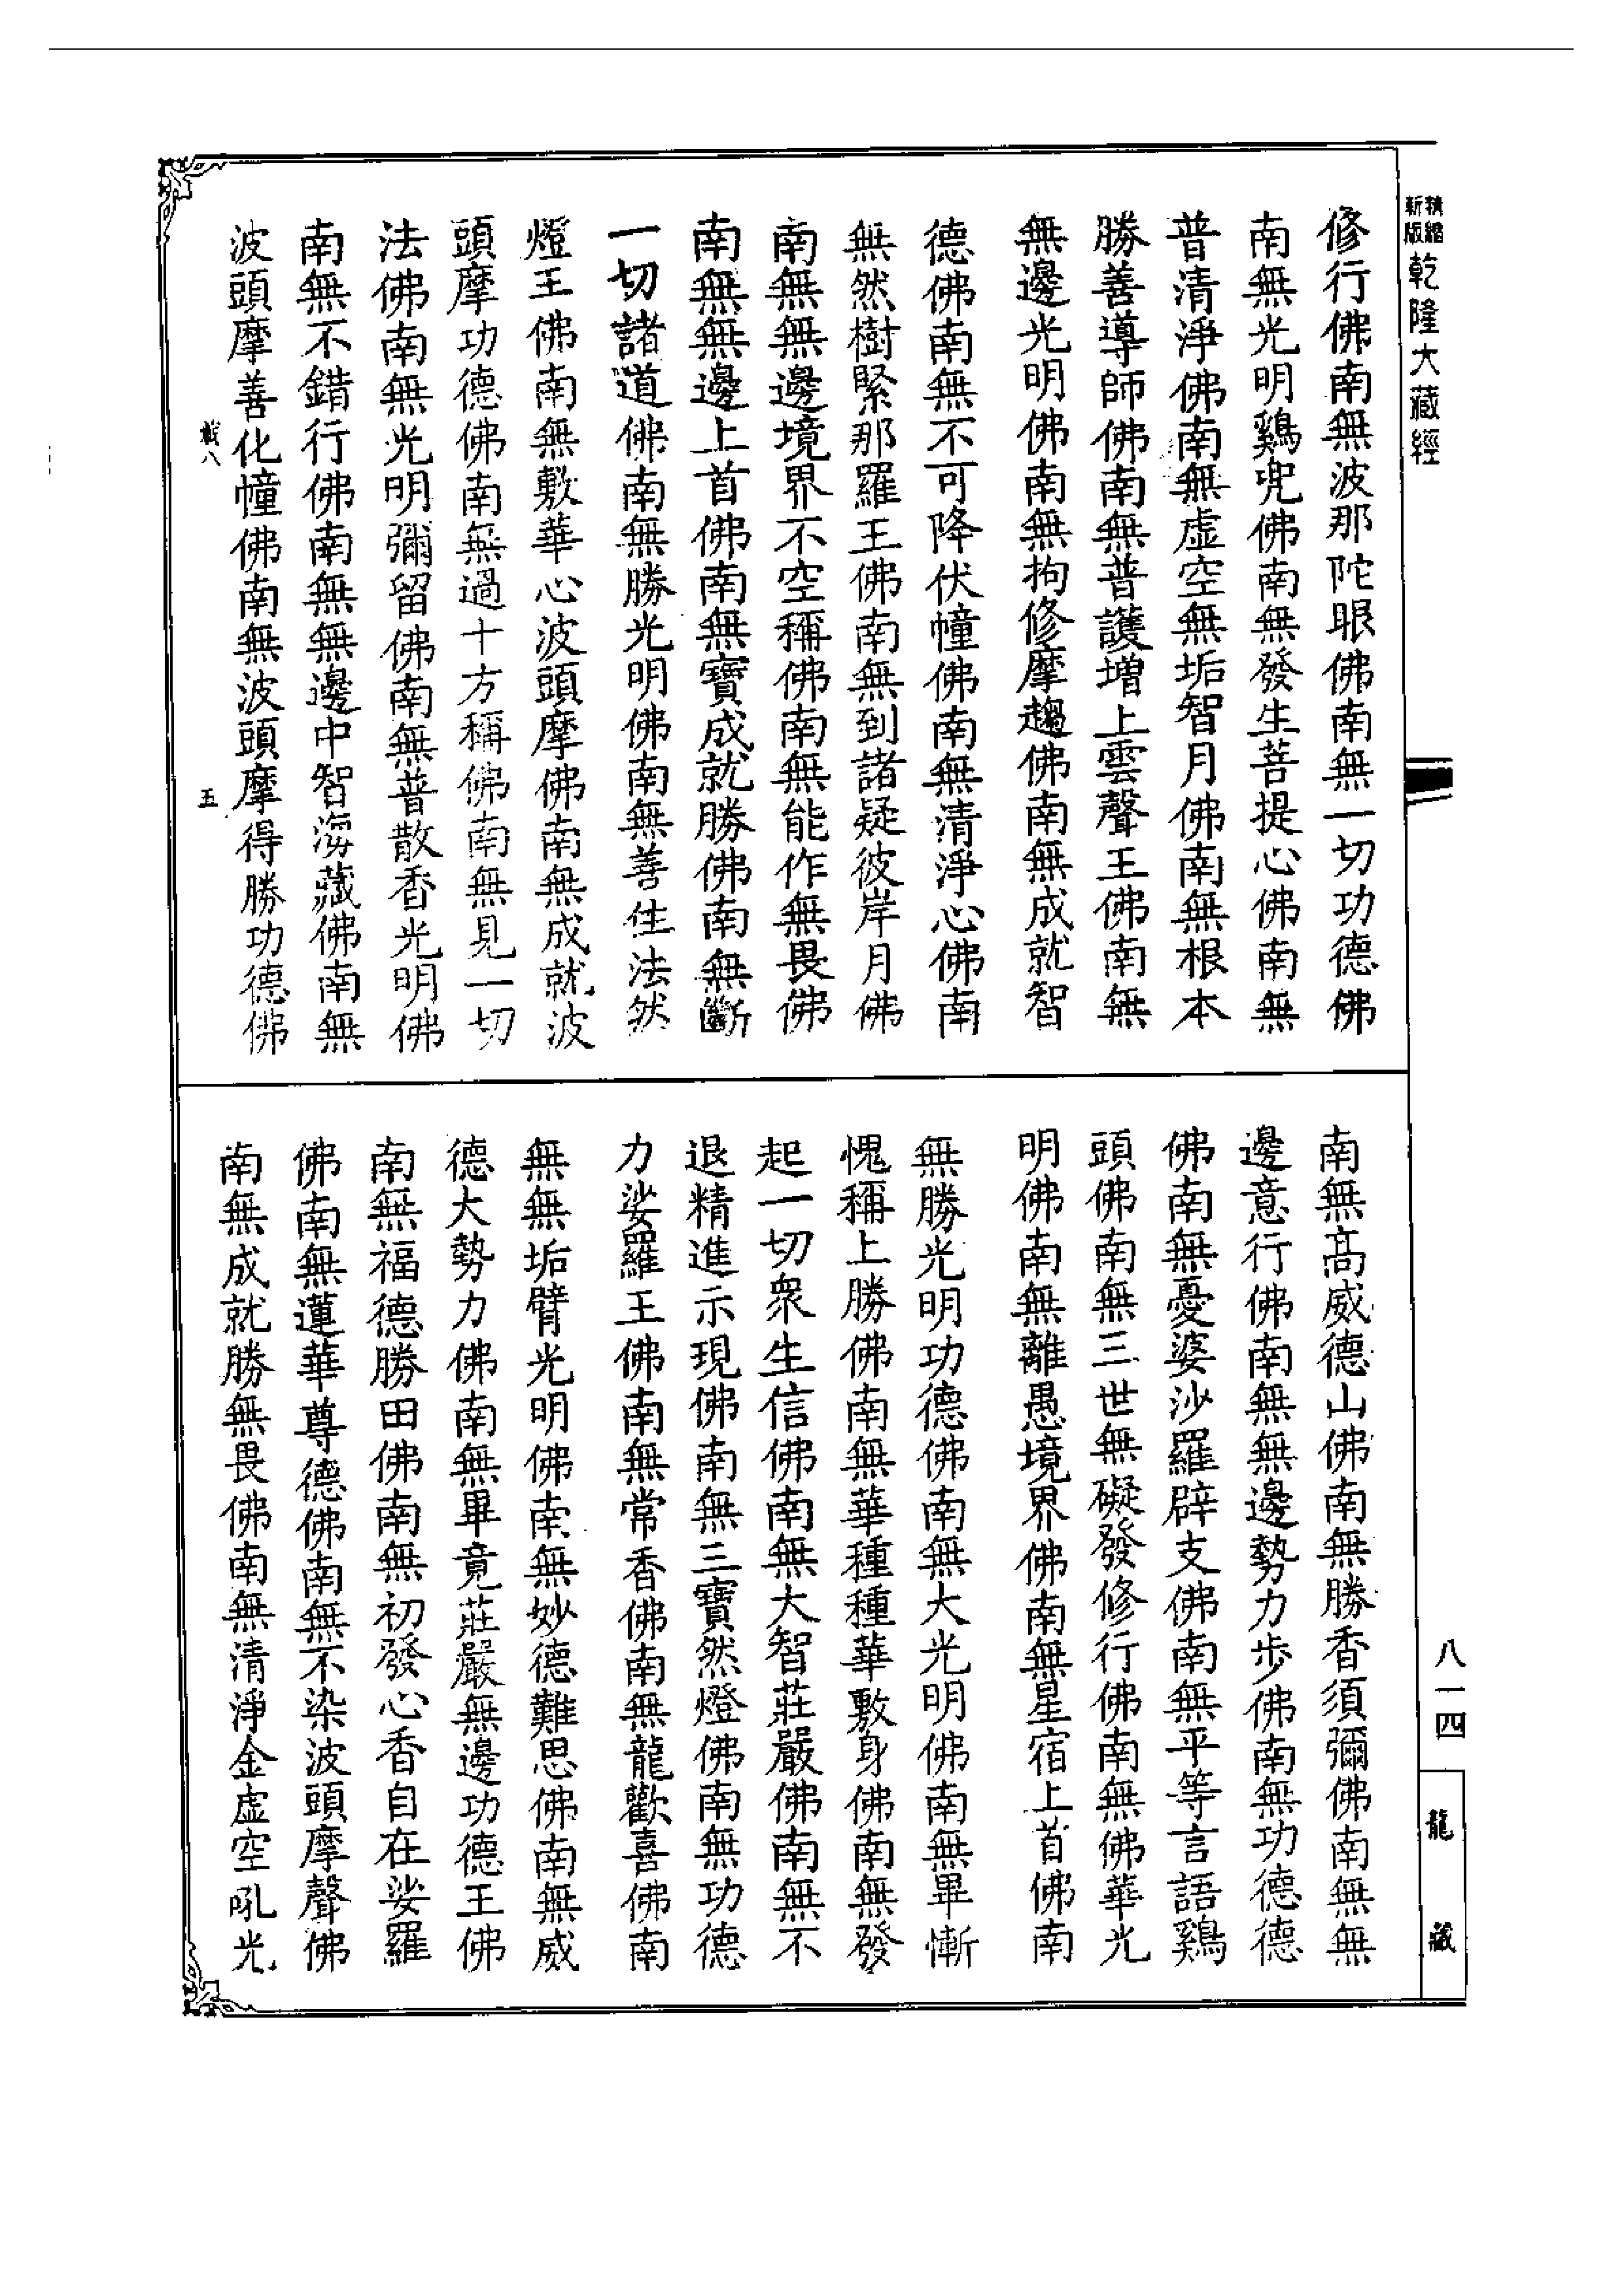 精縮新版
乾隆大藏經
修行佛南無波那陀眼佛南無一切功德佛
南無光明鷄兜佛南無發生菩提心佛南無
普清淨佛南無虛空無垢智月佛南無根本
勝善導師佛南無普護增上雲聲王佛南無
無邊光明佛南無拘修摩趨佛南無成就智
德佛南無不可降伏幢佛南無清淨心佛南
無然樹緊那羅王佛南無到諸疑彼岸月佛
南無無邊境界不空稱佛南無能作無畏佛
南無無邊上首佛南無寶成就勝佛南無斷
一切諸道佛南無勝光明佛南無善住法然
燈王佛南無敷華心波頭摩佛南無成就波
頭摩功德佛南無過十方稱佛南無見一切
法佛南無光明彌留佛南無普散香光明佛
南無不錯行佛南無無邊中智海藏佛南無
波頭摩善化幢佛南無波頭摩得勝功德佛
八
五
南無高威德山佛南無勝香須彌佛南無無
邊意行佛南無無邊勢力步佛南無功德德
佛南無憂婆沙羅辟支佛南無平等言語鷄
頭佛南無三世無礙發修行佛南無佛華光
明佛南無離愚境界佛南無星宿上首佛南
無勝光明功德佛南無大光明佛南無畢慚
愧稱上勝佛南無華種種華敷身佛南無發
起一切衆生信佛南無大智莊嚴佛南無不
退精進示現佛南無三寶然燈佛南無功德
力娑羅王佛南無常香佛南無龍歡喜佛南
無無垢臂光明佛南無妙德難思佛南無威
德大勢力佛南無畢竟莊嚴無邊功德王佛
南無福德勝田佛南無初發心香自在娑羅
佛南無蓮華尊德佛南無不染波頭摩聲佛
南無成就勝無畏佛南無清淨金虛空吼光
八一四
龍藏